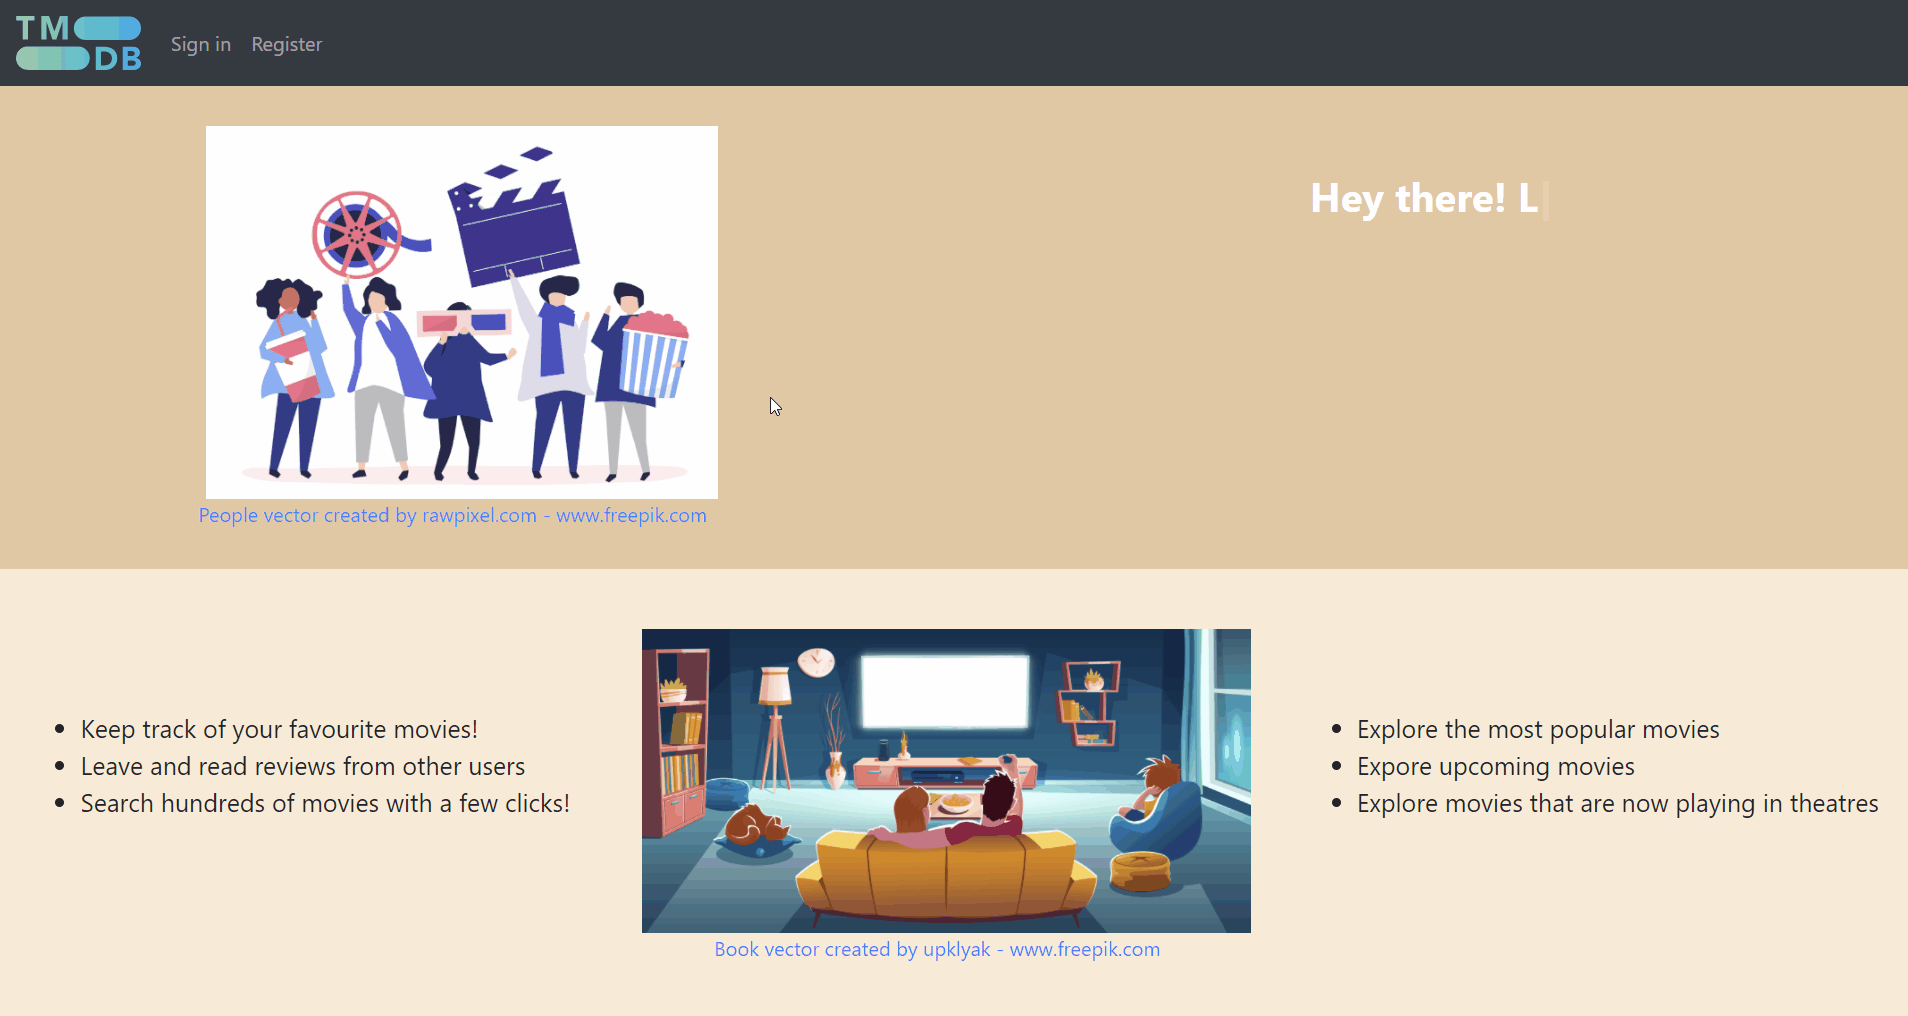 TM
DB
Sign in Register
Hey there! L
People vector created by rawpixel.com - www.freepik.com
Keep track of your favourite movies!
Leave and read reviews from other users
Search hundreds of movies with a few clicks!
Explore the most popular movies
Expore upcoming movies
Explore movies that are now playing in theatres
Book vector created by upklyak - www.freepik.com